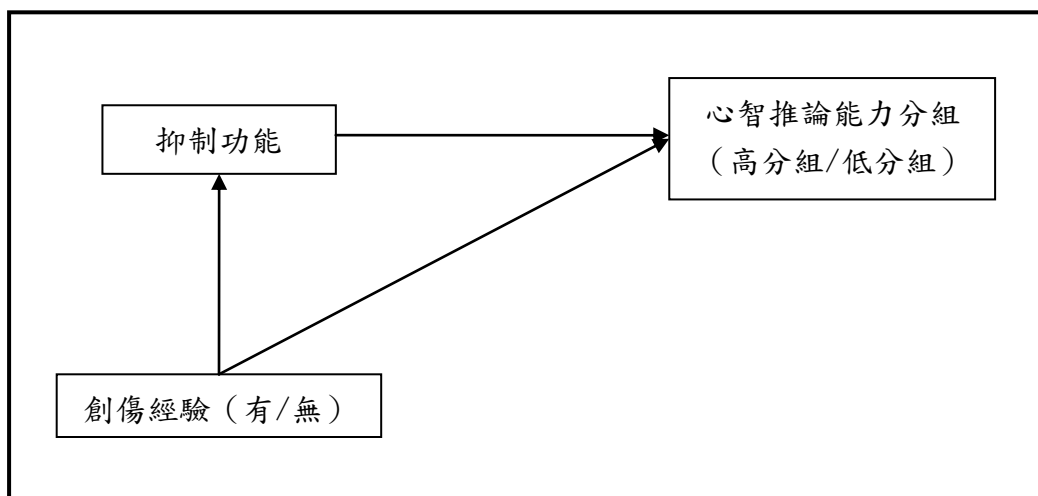 抑制功能
心智推論能力分組
（高分組/低分組）
創傷經驗（有/無）